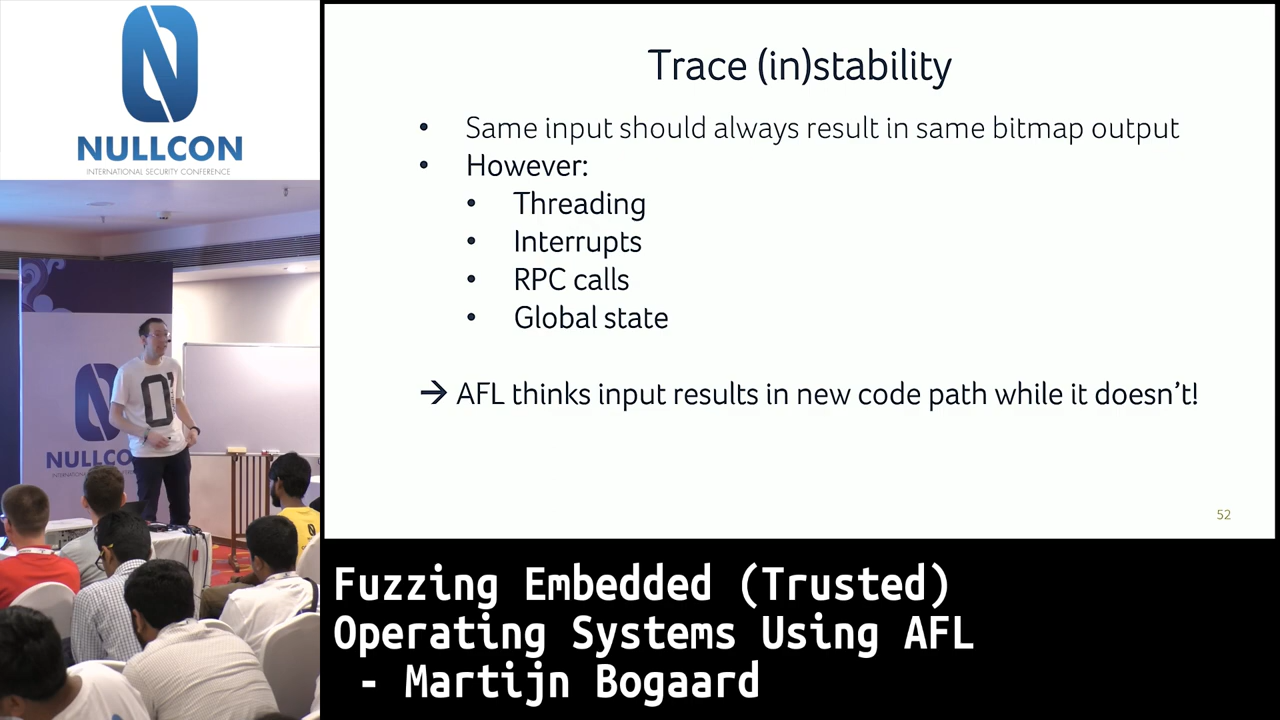 NULLCON
INTERNATIONAL SECURITY CONFERENCE
Trace (in)stability
• Same input should always result in same bitmap output
• However:
• Threading
• Interrupts
• RPC calls
• Global state
→ AFL thinks input results in new code path while it doesn’t!
52
NULLCO
Fuzzing Embedded (Trusted)
Operating Systems Using AFL
- Martijn Bogaard